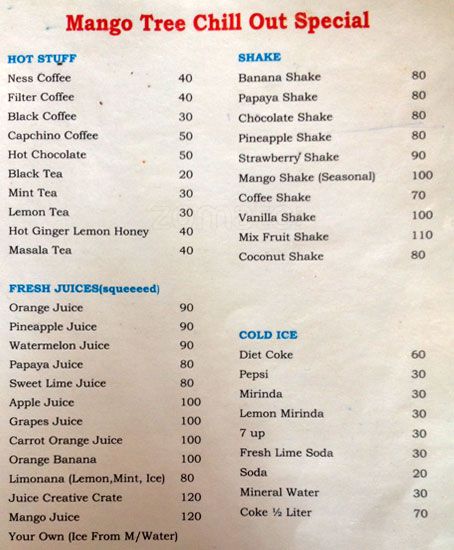 Mango Tree Chill Out Special
HOT STUFF
Ness Coffee 40
Filter Coffee 40
Black Coffee 30
Capchino Coffee 50
Hot Chocolate 50
Black Tea 20
Mint Tea 30
Lemon Tea 30
Hot Ginger Lemon Honey 40
Masala Tea 40
FRESH JUICES(squeeeed)
Orange Juice 90
Pineapple Juice 90
Watermelon Juice 90
Papaya Juice 80
Sweet Lime Juice 80
Apple Juice 100
Grapes Juice 100
Carrot Orange Juice 100
Orange Banana 100
Limonana (Lemon,Mint, Ice) 80
Juice Creative Crate 120
Mango Juice 120
Your Own (Ice From M/Water)
SHAKE
Banana Shake 80
Papaya Shake 80
Chocolate Shake 80
Pineapple Shake 80
Strawberry Shake 90
Mango Shake (Seasonal) 100
Coffee Shake 70
Vanilla Shake 100
Mix Fruit Shake 110
Coconut Shake 80
COLD ICE
Diet Coke 60
Pepsi 30
Mirinda 30
Lemon Mirinda 30
7 up 30
Fresh Lime Soda 30
Soda 20
Mineral Water 30
Coke ½ Liter 70